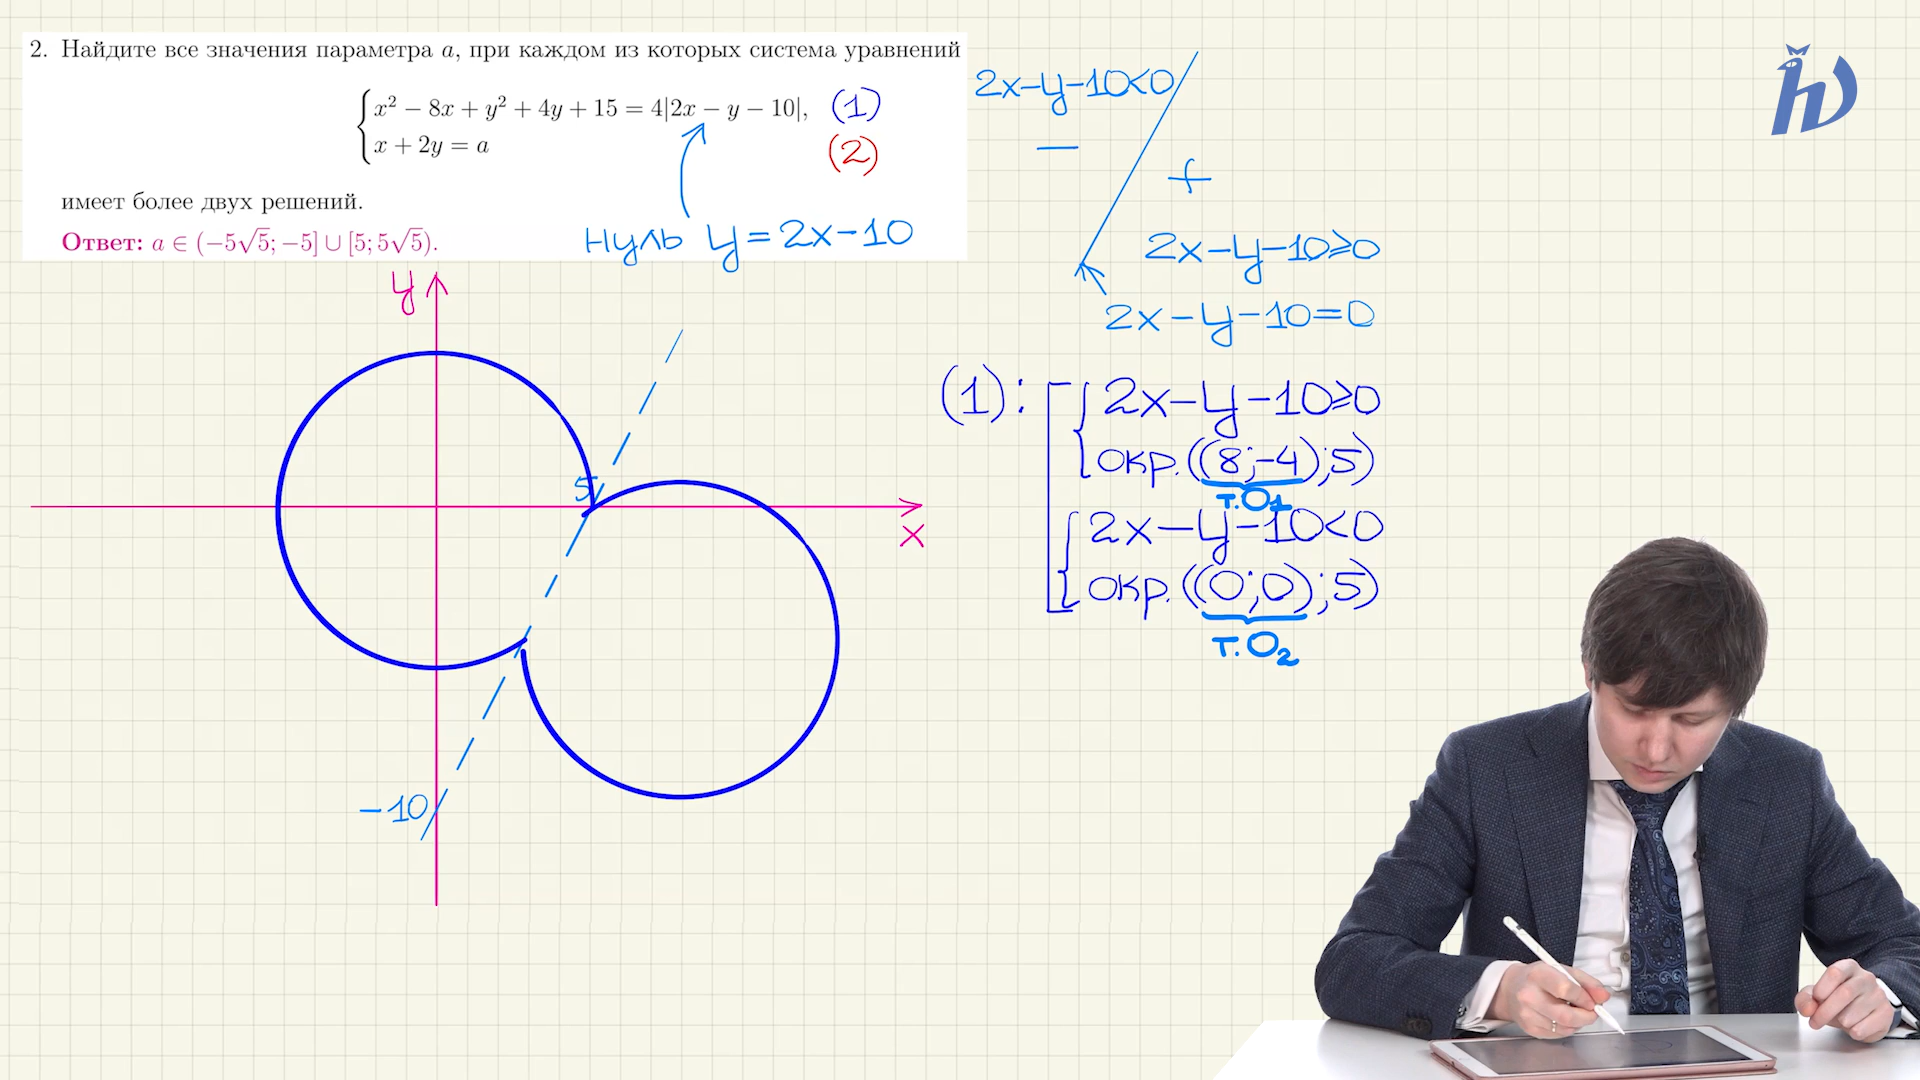 2. Найдите все значения параметра a, при каждом из которых система уравнений
x² − 8x + y² + 4y + 15 = 4|2x − y − 10|, (1)
x + 2y = a (2)
имеет более двух решений.
Ответ: a ∈ (−5√5; −5] ∪ [5; 5√5).
нуль y = 2x − 10
2x − y − 10 < 0
−
+
2x − y − 10 ⩾ 0
2x − y − 10 = 0
y
5
x
−10
(1): 2x − y − 10 ⩾ 0
окр. ((8; −4); 5)
т.O1
2x − y − 10 < 0
окр. ((0; 0); 5)
т.O2